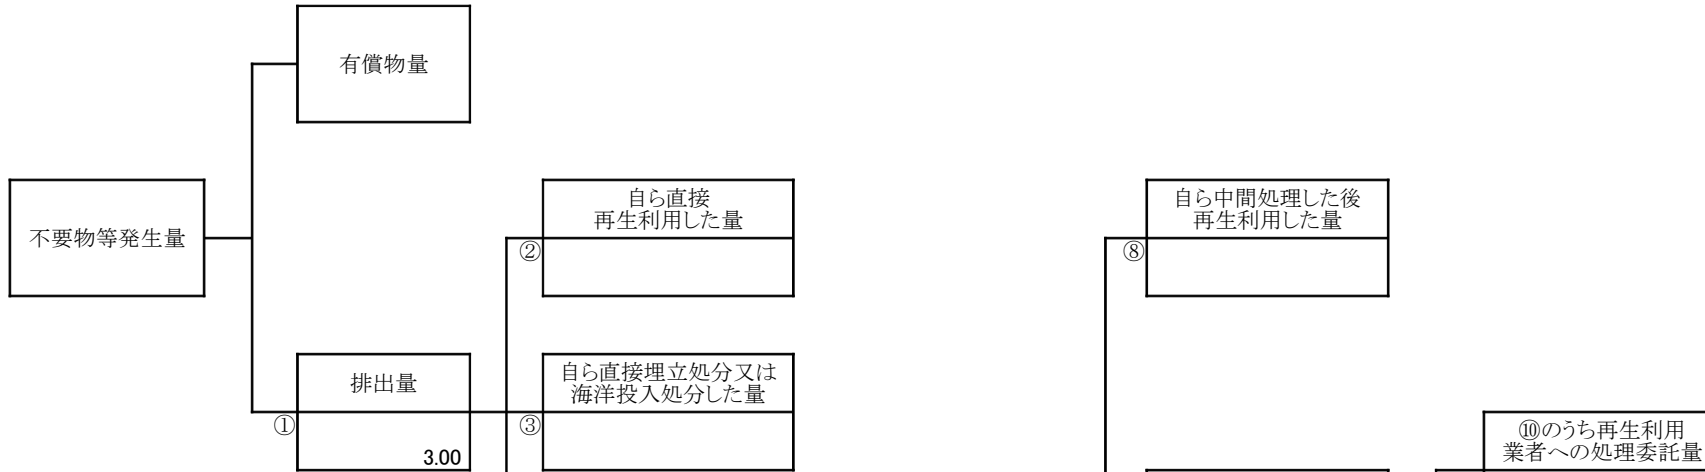 有償物量
不要物等発生量
自ら直接
再生利用した量
②
自ら中間処理した後
再生利用した量
⑧
排出量
①
3.00
自ら直接埋立処分又は
海洋投入処分した量
③
⑩のうち再生利用
業者への処理委託量